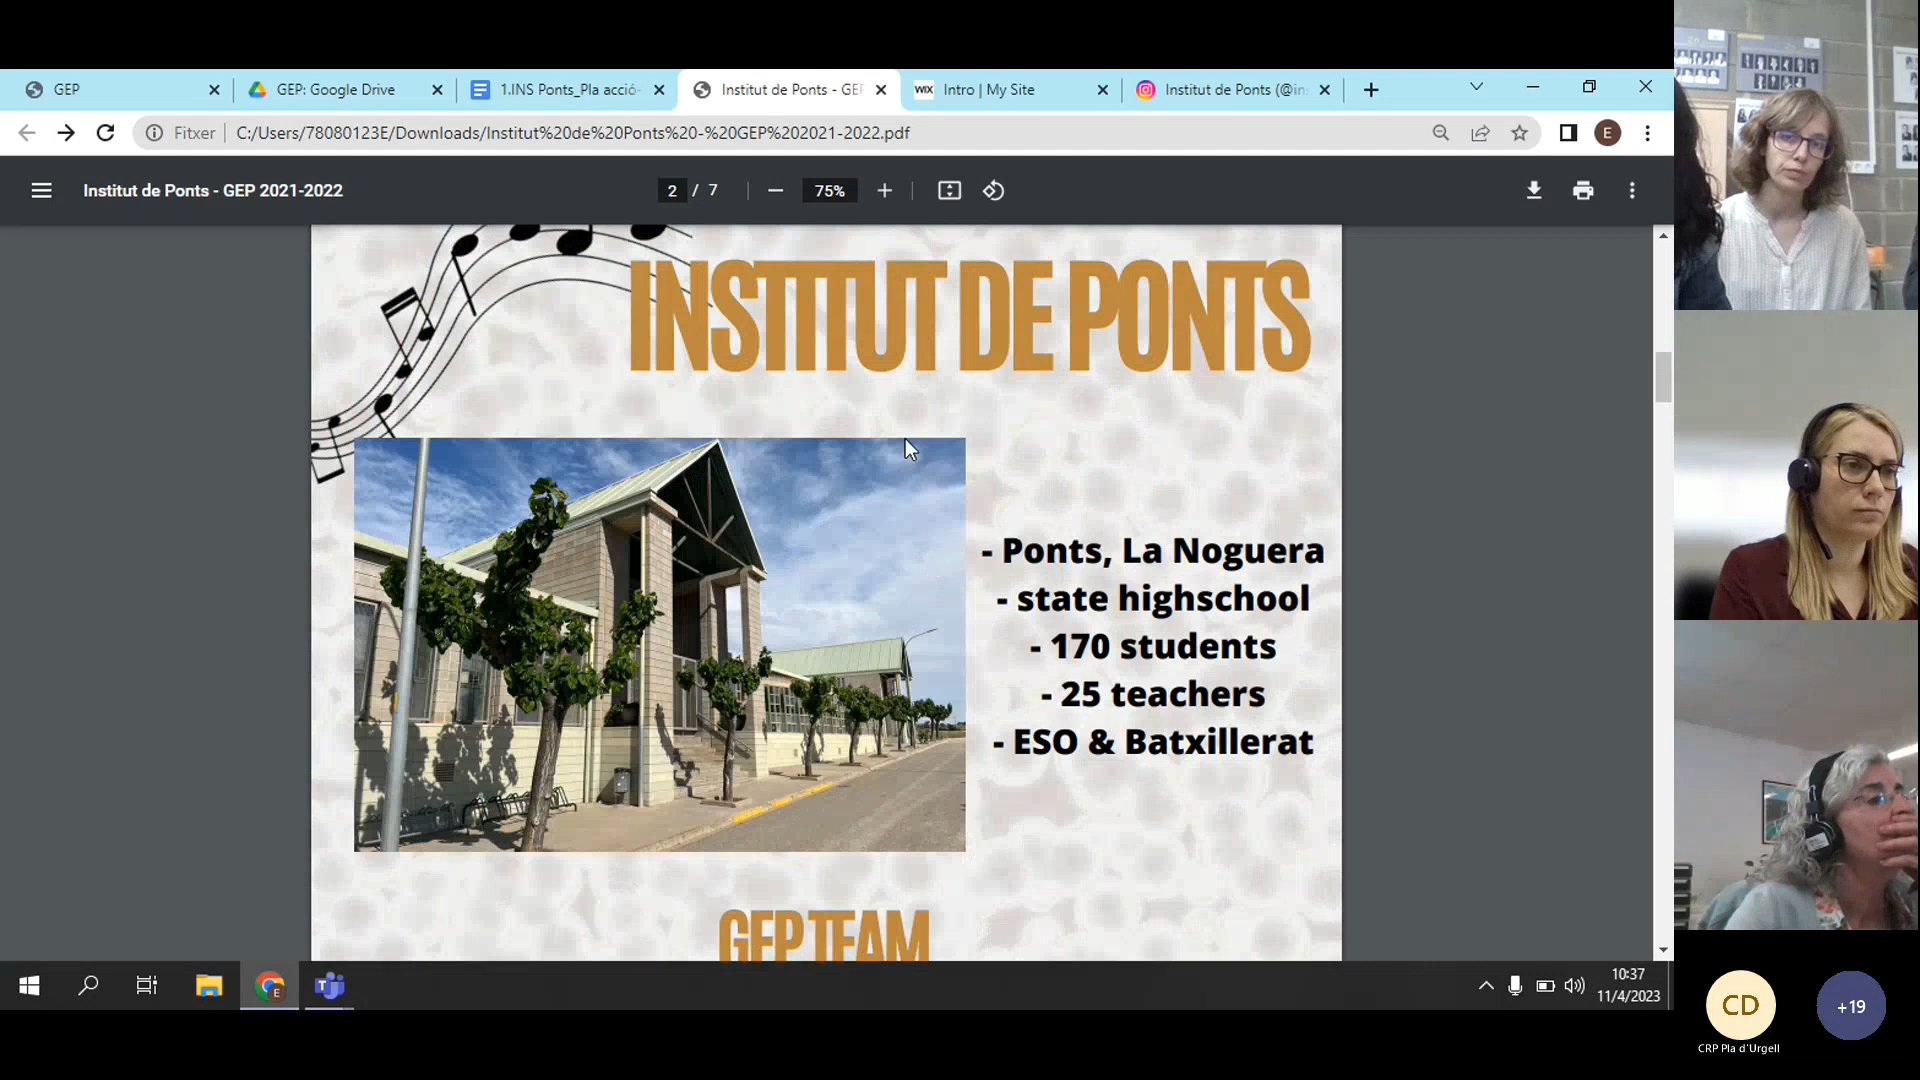 GEP
GEP: Google Drive
1.INS Ponts_Pla acció-
Institut de Ponts - GEP
WIX Intro | My Site
Institut de Ponts (@in
Fitxer
C:/Users/78080123E/Downloads/Institut%20de%20Ponts%20-%20GEP%202021-2022.pdf
E
Institut de Ponts - GEP 2021-2022
2 / 7
75%
INSTITUT DE PONTS
- Ponts, La Noguera
- state highschool
- 170 students
- 25 teachers
- ESO & Batxillerat
GEP TEAM
10:37
11/4/2023
CD
+19
CRP Pla d'Urgell